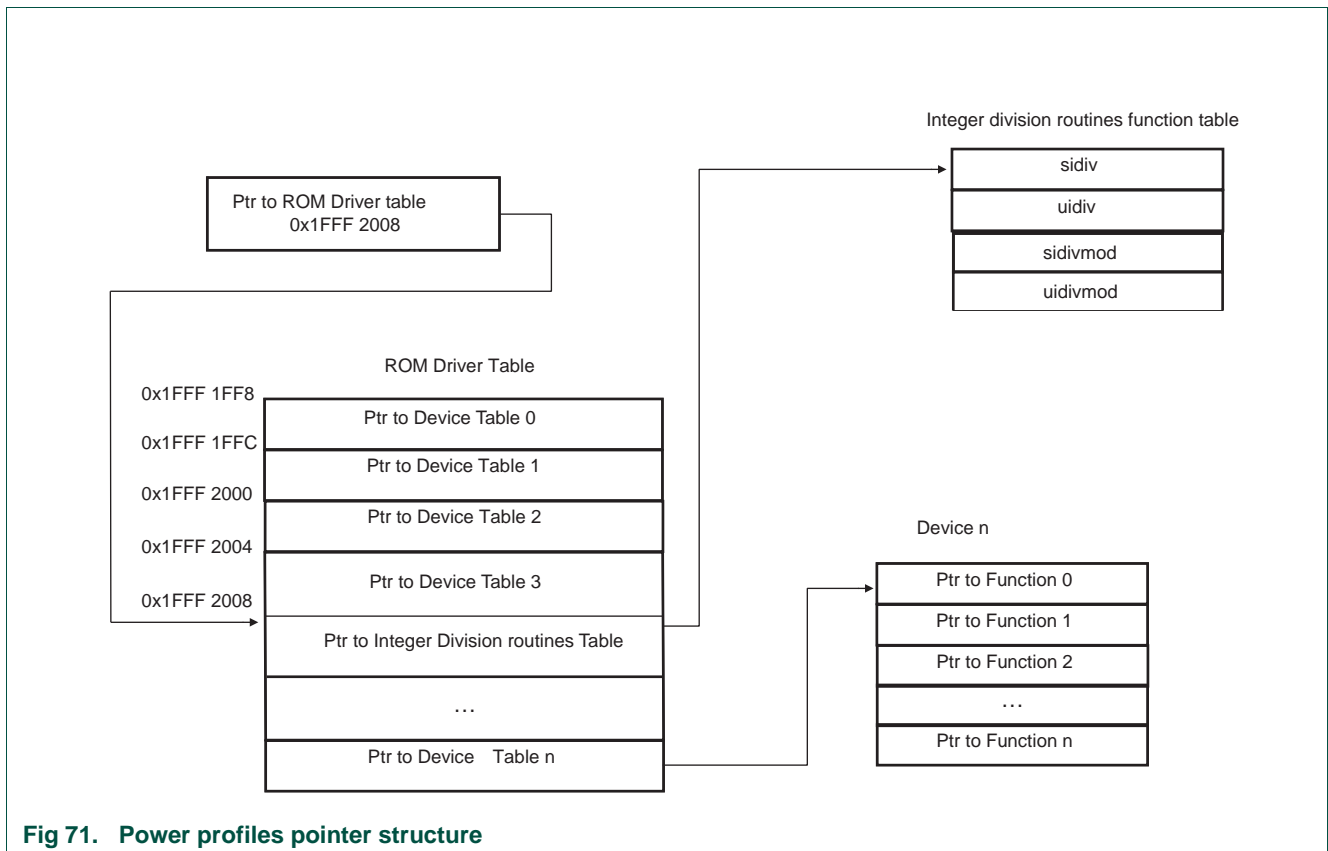 Integer division routines function table
sidiv
uidiv
sidivmod
uidivmod
Ptr to ROM Driver table
0x1FFF 2008
ROM Driver Table
0x1FFF 1FF8
Ptr to Device Table 0
0x1FFF 1FFC
Ptr to Device Table 1
0x1FFF 2000
Ptr to Device Table 2
0x1FFF 2004
Ptr to Device Table 3
0x1FFF 2008
Ptr to Integer Division routines Table
…
Ptr to Device Table n
Device n
Ptr to Function 0
Ptr to Function 1
Ptr to Function 2
…
Ptr to Function n
Fig 71. Power profiles pointer structure